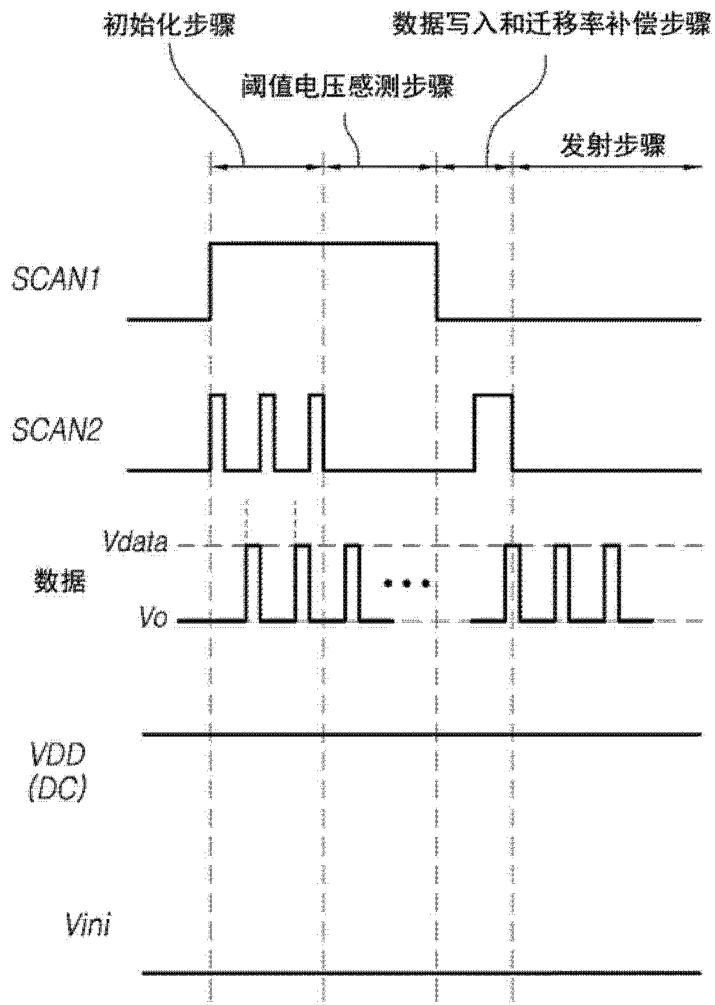 初始化步骤
数据写入和迁移率补偿步骤
阈值电压感测步骤
发射步骤
SCAN1
SCAN2
Vdata
数据
Vo
VDD
(DC)
Vini